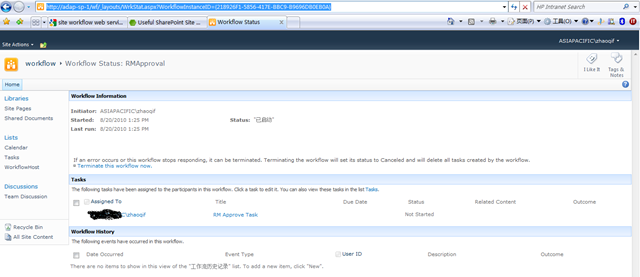 http://adap-sp-1/wf/_layouts/WrkStat.aspx?WorkflowInstanceID={218926F1-5856-417E-B8C9-B9696DB0EB0A}
HP Intranet Search
site workflow web servi...
Useful SharePoint Site ...
Workflow Status
工具(O)
ASIAPACIFIC\zhaoqif
Site Actions
workflow ▸ Workflow Status: RMApproval
I Like It
Tags & Notes
Home
Libraries
Site Pages
Shared Documents
Lists
Calendar
Tasks
WorkflowHost
Discussions
Team Discussion
Recycle Bin
All Site Content
Workflow Information
Initiator: ASIAPACIFIC\zhaoqif
Started: 8/20/2010 1:25 PM Status: "已启动"
Last run: 8/20/2010 1:25 PM
If an error occurs or this workflow stops responding, it can be terminated. Terminating the workflow will set its status to Canceled and will delete all tasks created by the workflow.
Terminate this workflow now.
Tasks
The following tasks have been assigned to the participants in this workflow. Click a task to edit it. You can also view these tasks in the list Tasks.
Assigned To Title Due Date Status Related Content Outcome
\zhaoqif RM Approve Task Not Started
Workflow History
The following events have occurred in this workflow.
Date Occurred Event Type User ID Description Outcome
There are no items to show in this view of the "工作流历史记录" list. To add a new item, click "New".